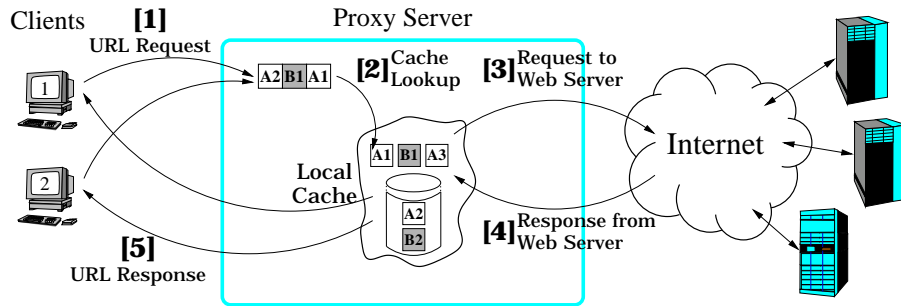 Clients
[1]
URL Request
Proxy Server
A2 B1 A1
[2] Cache
Lookup
[3] Request to
Web Server
1
2
A1 B1 A3
Local
Cache
A2
B2
Internet
[4] Response from
Web Server
[5]
URL Response